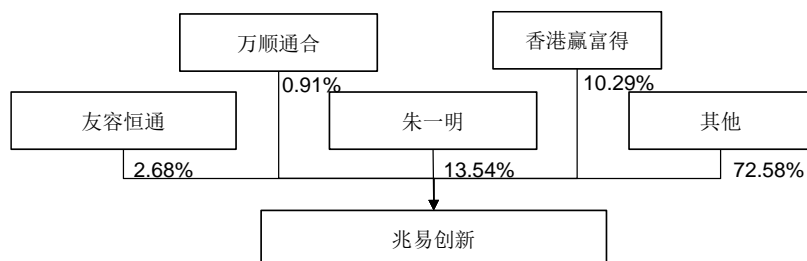 万顺通合
香港赢富得
0.91%
10.29%
友容恒通
朱一明
其他
2.68%
13.54%
72.58%
兆易创新